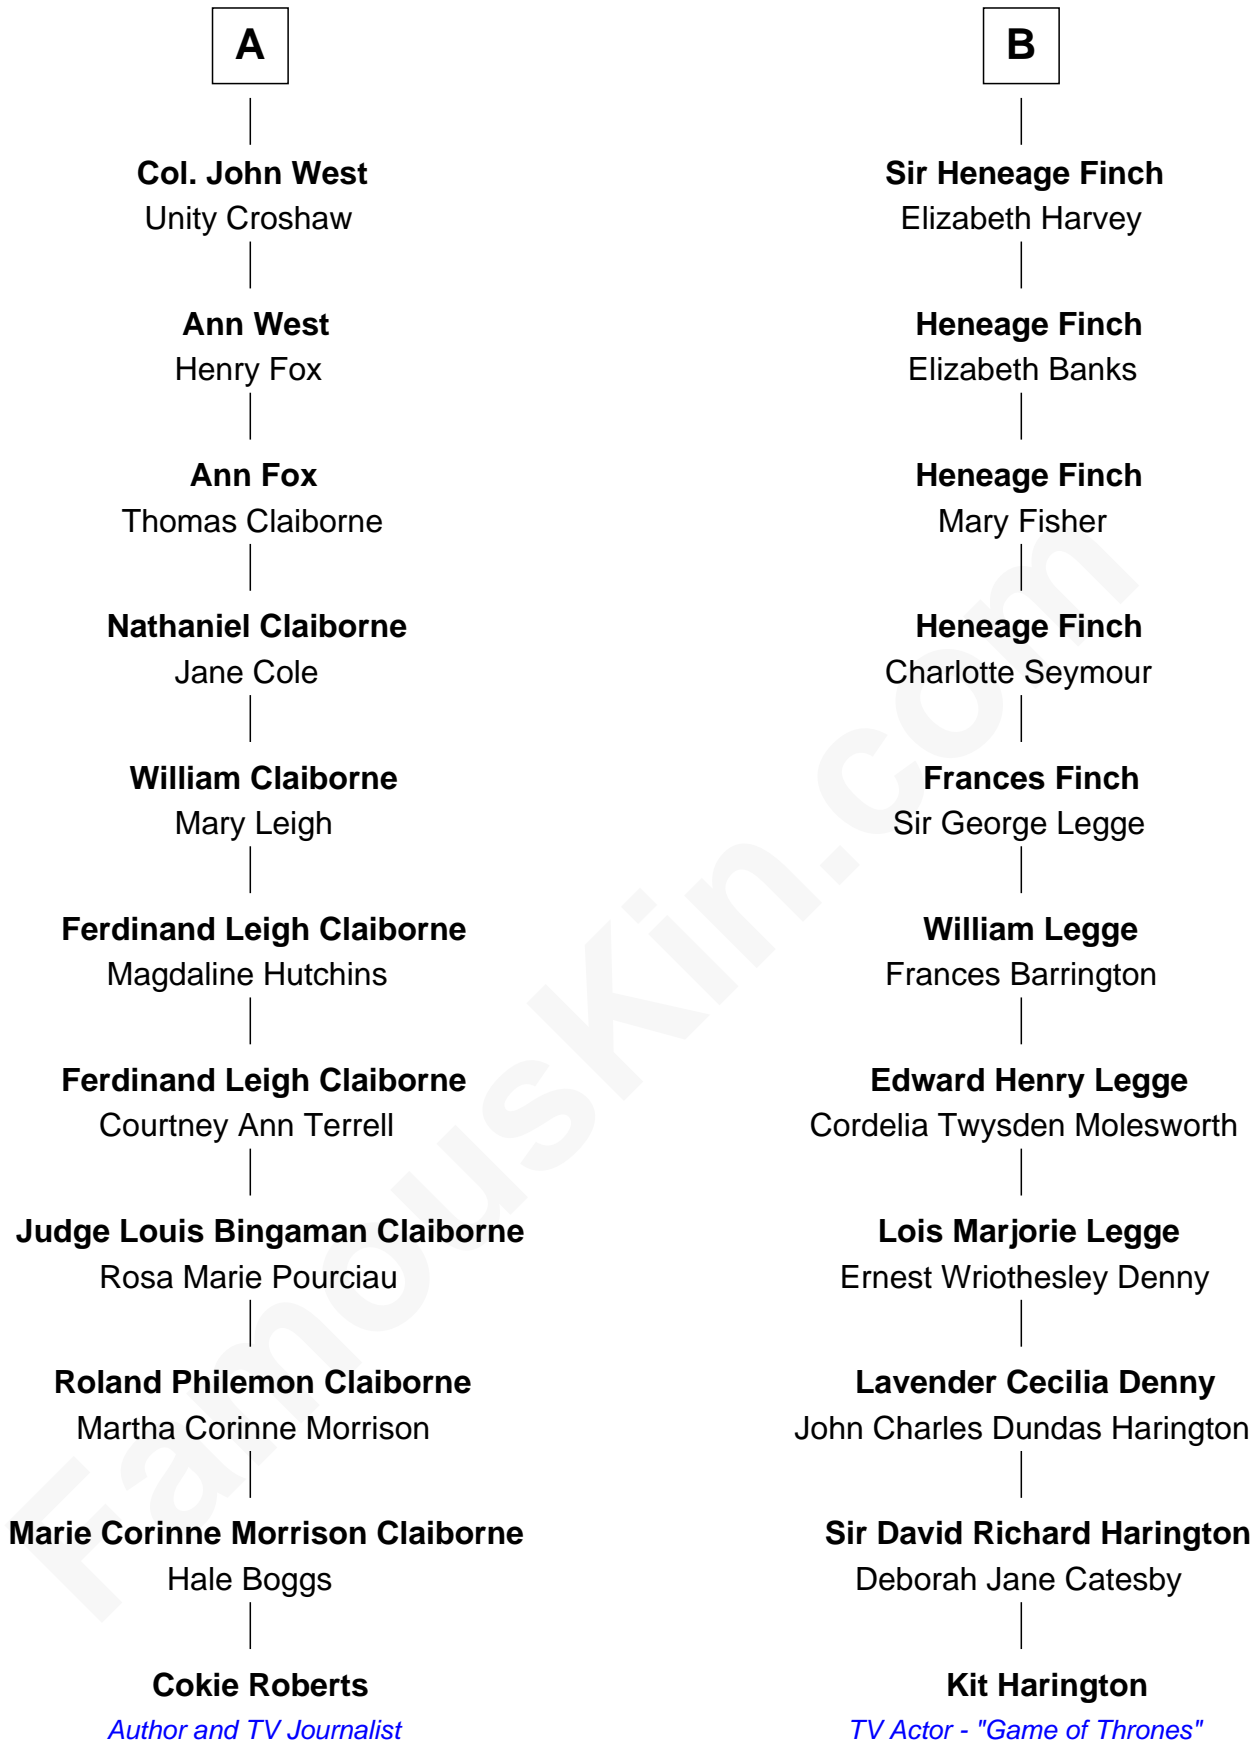 A
Col. John West
Unity Croshaw
Ann West
Henry Fox
Ann Fox
Thomas Claiborne
Nathaniel Claiborne
Jane Cole
William Claiborne
Mary Leigh
Ferdinand Leigh Claiborne
Magdaline Hutchins
Ferdinand Leigh Claiborne
Courtney Ann Terrell
Judge Louis Bingaman Claiborne
Rosa Marie Pourciau
Roland Philemon Claiborne
Martha Corinne Morrison
Marie Corinne Morrison Claiborne
Hale Boggs
Cokie Roberts
Author and TV Journalist
B
Sir Heneage Finch
Elizabeth Harvey
Heneage Finch
Elizabeth Banks
Heneage Finch
Mary Fisher
Heneage Finch
Charlotte Seymour
Frances Finch
Sir George Legge
William Legge
Frances Barrington
Edward Henry Legge
Cordelia Twysden Molesworth
Lois Marjorie Legge
Ernest Wriothesley Denny
Lavender Cecilia Denny
John Charles Dundas Harington
Sir David Richard Harington
Deborah Jane Catesby
Kit Harington
TV Actor - "Game of Thrones"
FamousKin.com